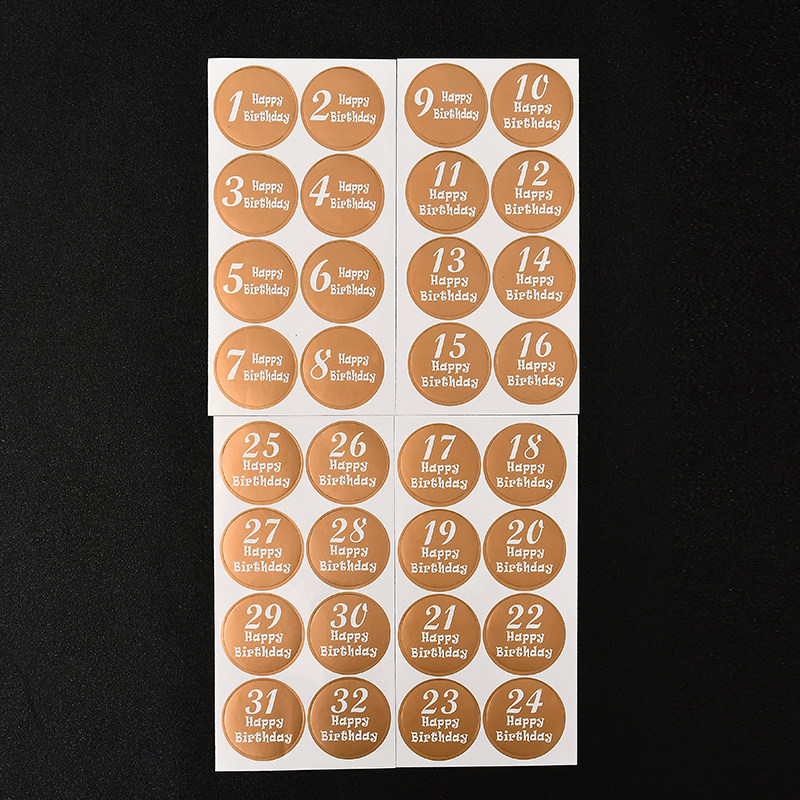 1 Happy
Birthday
2 Happy
Birthday
3 Happy
Birthday
4 Happy
Birthday
5 Happy
Birthday
6 Happy
Birthday
7 Happy
Birthday
8 Happy
Birthday
9 Happy
Birthday
10
Happy
Birthday
11
Happy
Birthday
12
Happy
Birthday
13
Happy
Birthday
14
Happy
Birthday
15
Happy
Birthday
16
Happy
Birthday
25
Happy
Birthday
26
Happy
Birthday
27
Happy
Birthday
28
Happy
Birthday
29
Happy
Birthday
30
Happy
Birthday
31
Happy
Birthday
32
Happy
Birthday
17
Happy
Birthday
18
Happy
Birthday
19
Happy
Birthday
20
Happy
Birthday
21
Happy
Birthday
22
Happy
Birthday
23
Happy
Birthday
24
Happy
Birthday